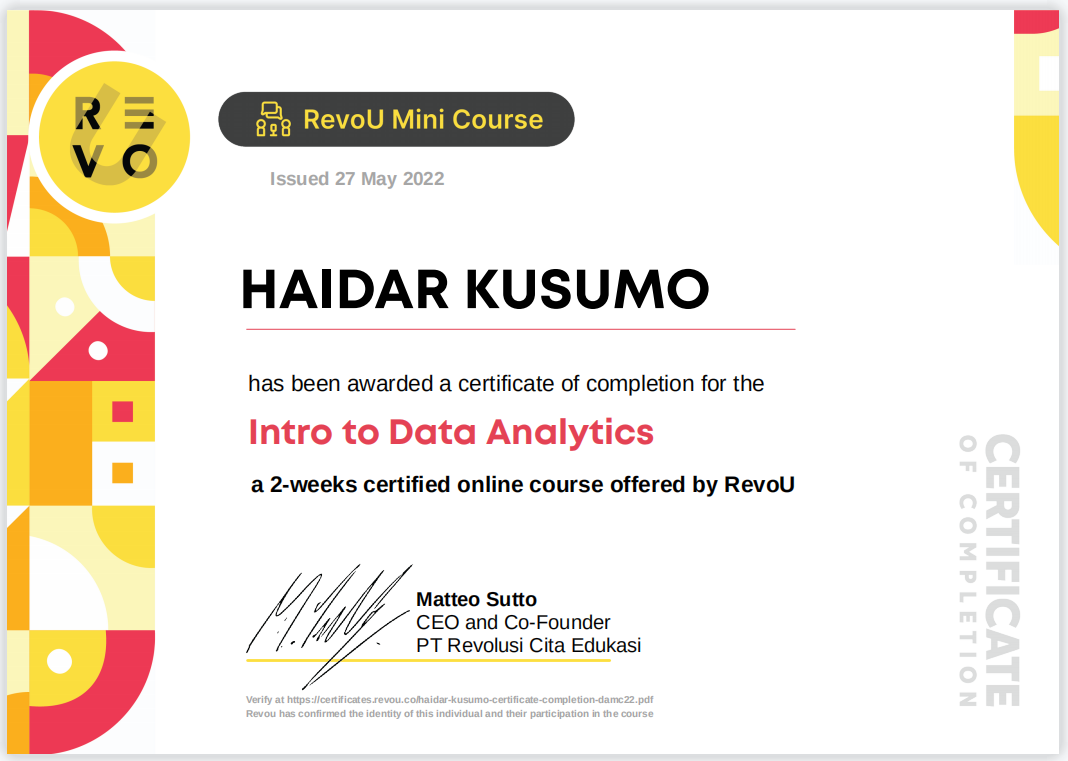 RE
VO
RevoU Mini Course
Issued 27 May 2022
HAIDAR KUSUMO
has been awarded a certificate of completion for the
Intro to Data Analytics
a 2-weeks certified online course offered by RevoU
Matteo Sutto
CEO and Co-Founder
PT Revolusi Cita Edukasi
Verify at https://certificates.revou.co/haidar-kusumo-certificate-completion-damc22.pdf
Revou has confirmed the identity of this individual and their participation in the course
CERTIFICATE
OF COMPLETION